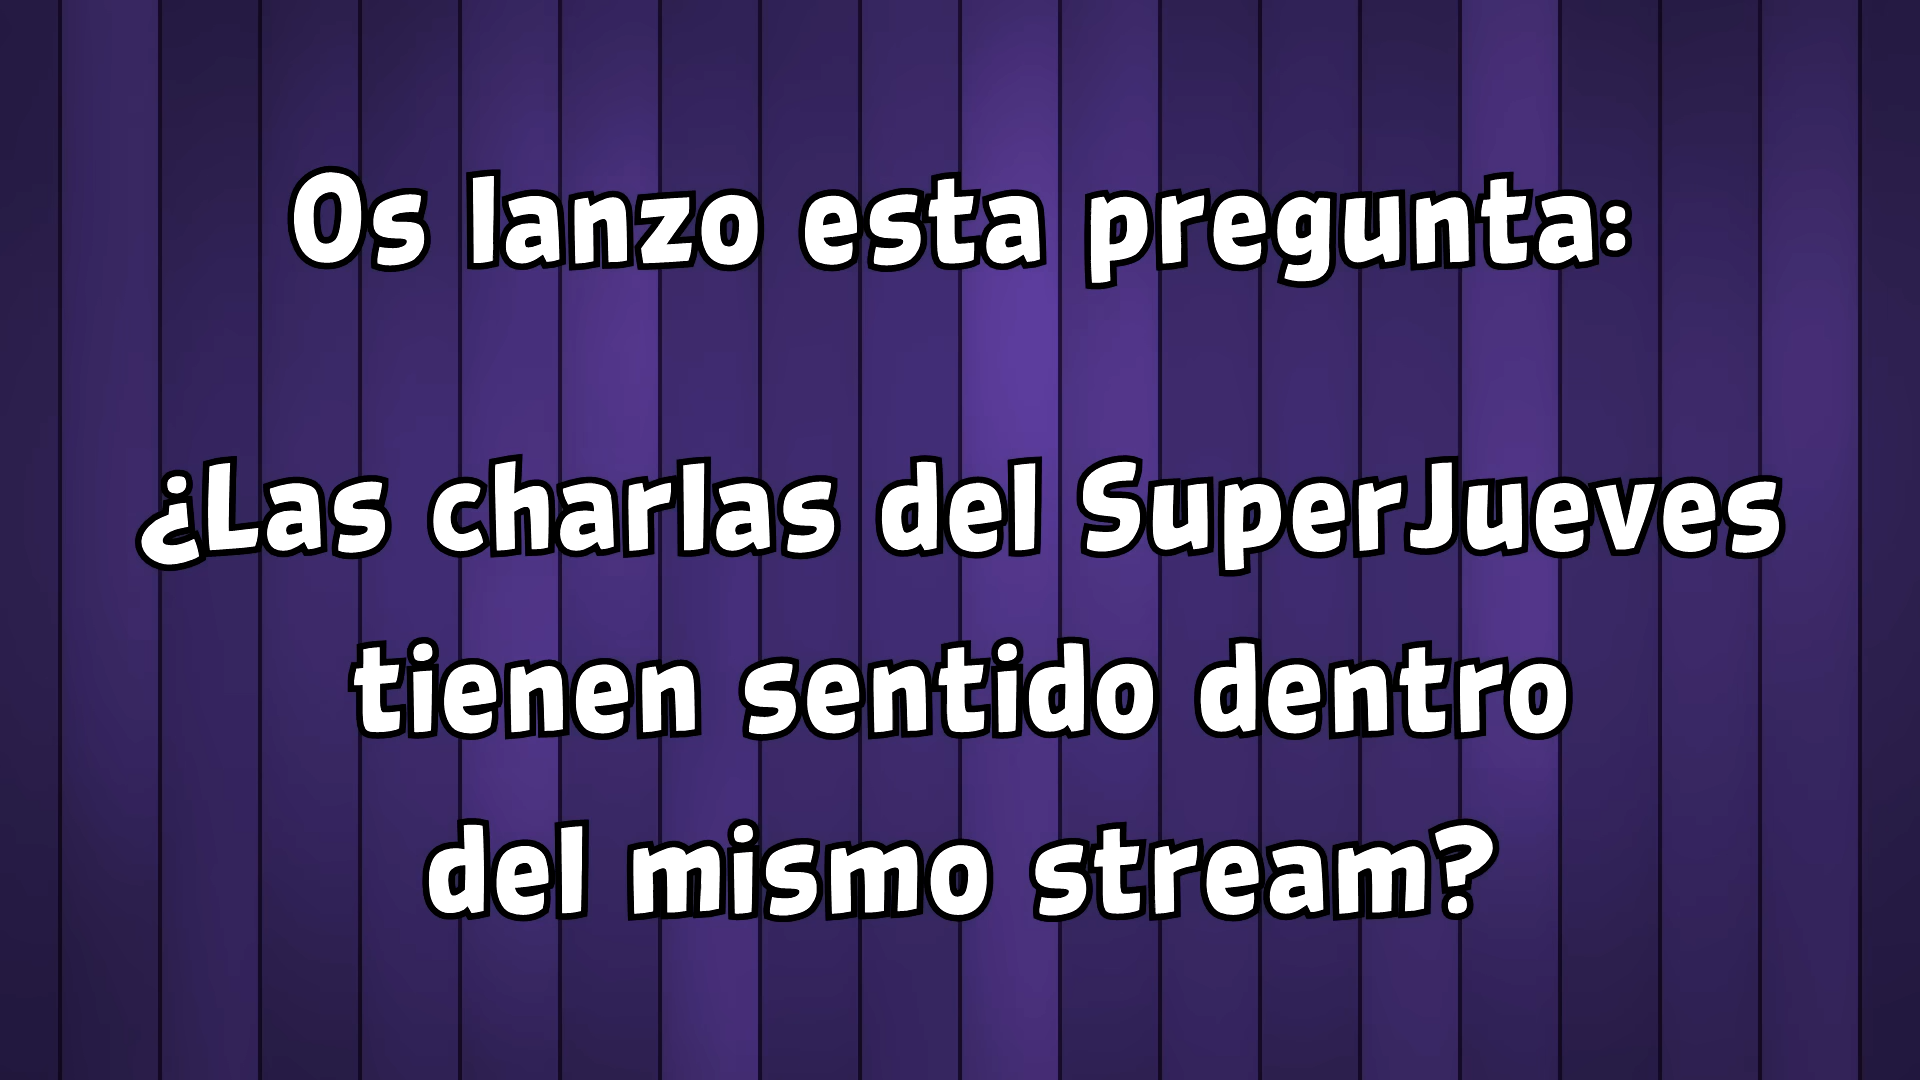 Os lanzo esta pregunta:
¿Las charlas del SuperJueves
tienen sentido dentro
del mismo stream?